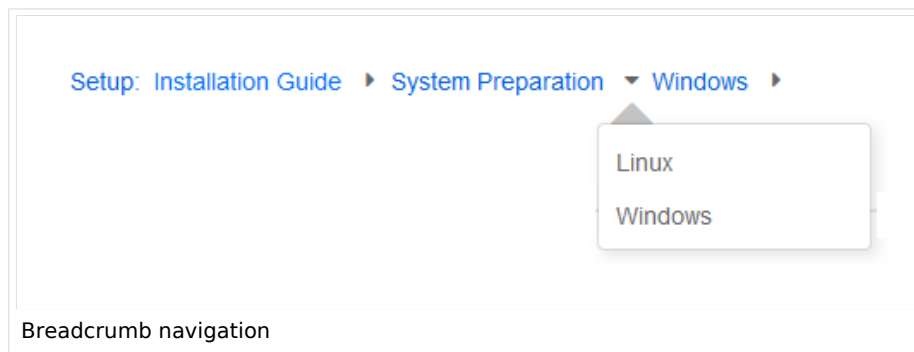 Setup: Installation Guide System Preparation Windows
Linux
Windows
Breadcrumb navigation